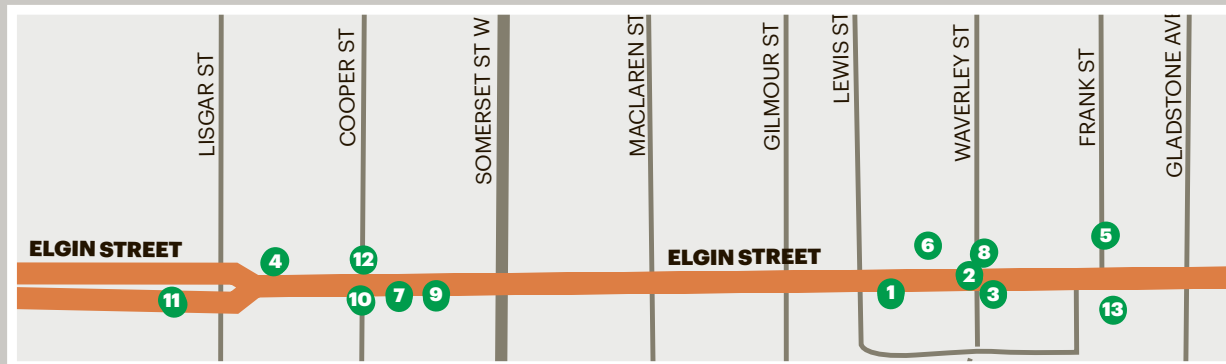 LISGAR ST
COOPER ST
SOMERSET ST W
MACLAREN ST
GILMOUR ST
LEWIS ST
WAVERLEY ST
FRANK ST
GLADSTONE AVE
ELGIN STREET
ELGIN STREET
4
12
6
8
5
2
11
10
7
9
1
3
13